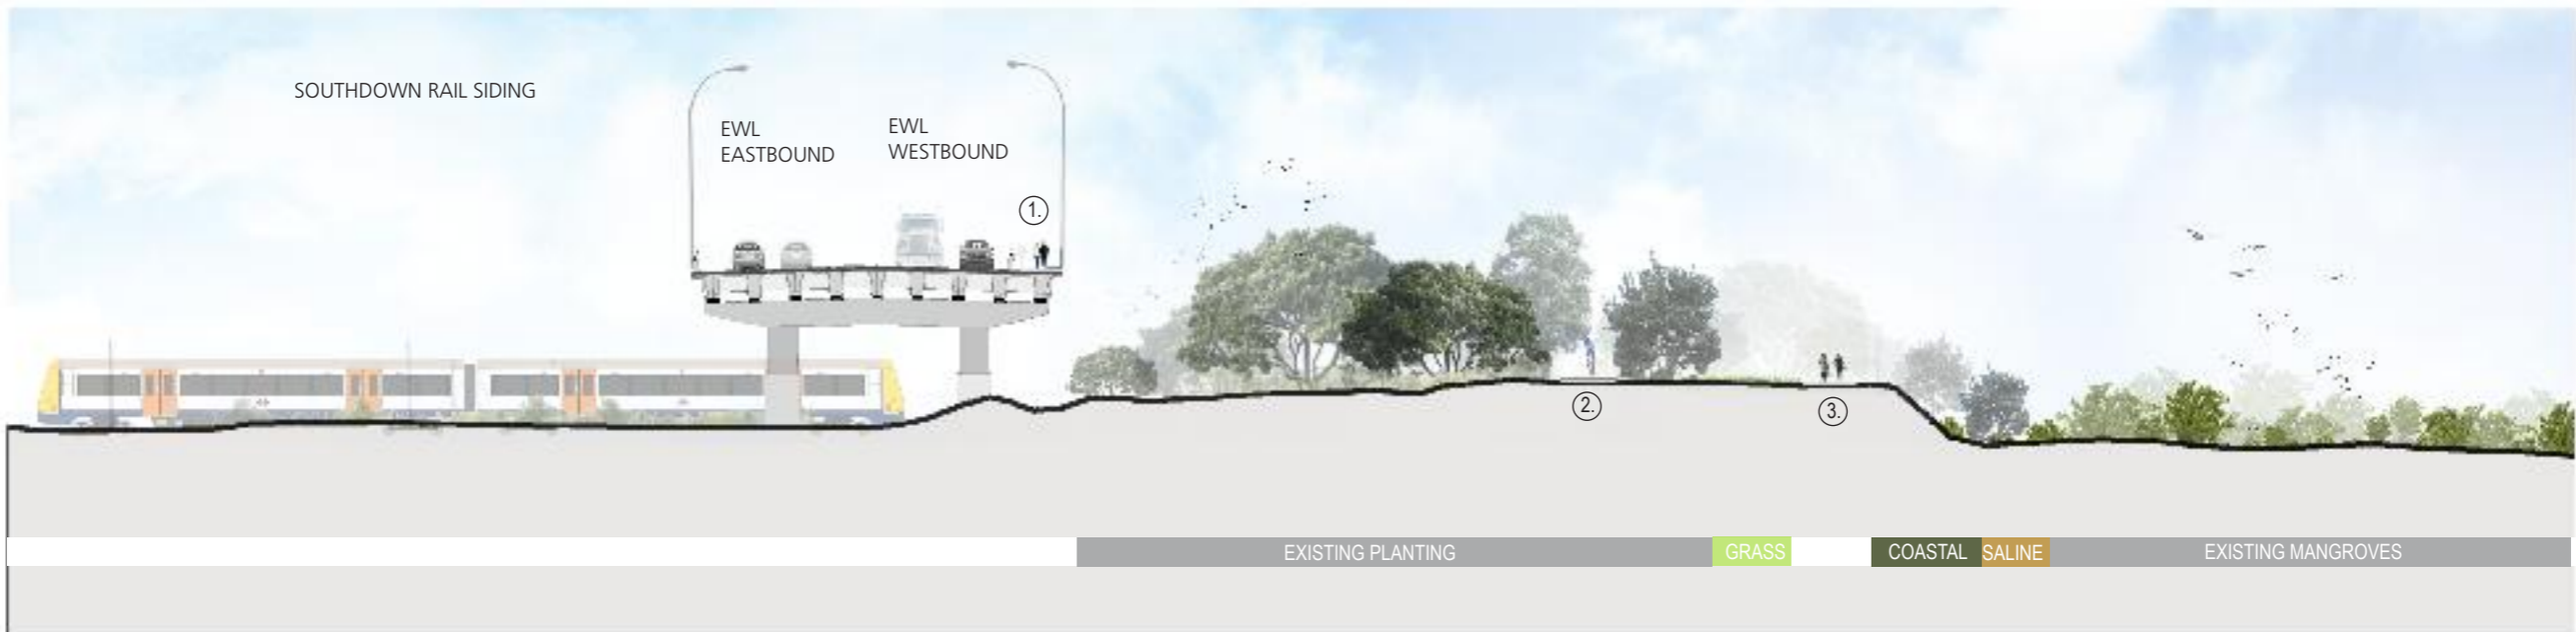 SOUTHDOWN RAIL SIDING
EWL
EASTBOUND
EWL
WESTBOUND
1.
2.
3.
EXISTING PLANTING
GRASS
COASTAL
SALINE
EXISTING MANGROVES